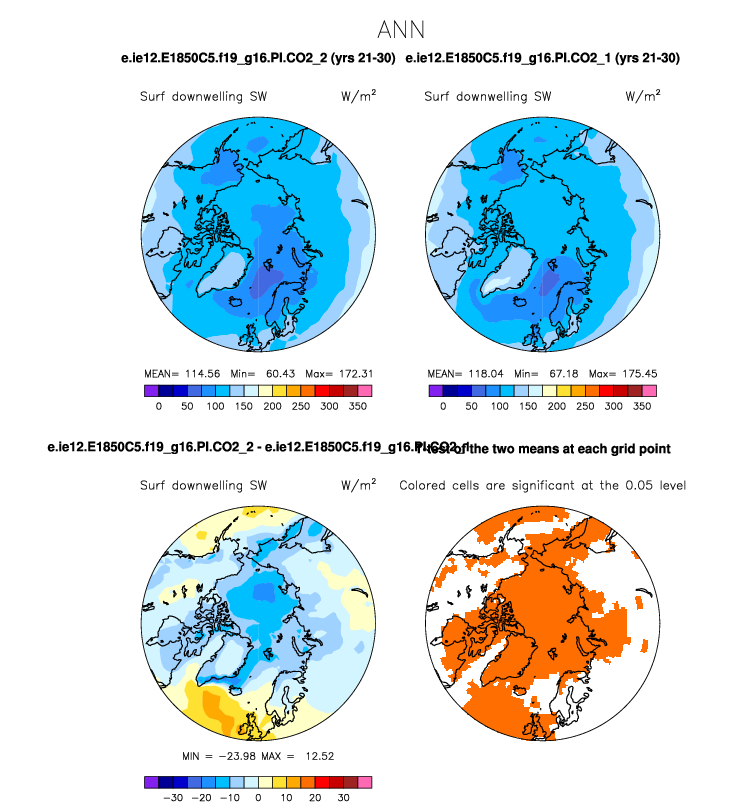 ANN
e.ie12.E1850C5.f19_g16.PI.CO2_2 (yrs 21-30) e.ie12.E1850C5.f19_g16.PI.CO2_1 (yrs 21-30)
Surf downwelling SW W/m²
Surf downwelling SW W/m²
MEAN= 114.56 Min= 60.43 Max= 172.31
0 50 100 150 200 250 300 350
MEAN= 118.04 Min= 67.18 Max= 175.45
0 50 100 150 200 250 300 350
e.ie12.E1850C5.f19_g16.PI.CO2_2 - e.ie12.E1850C5.f19_g16.PI.CO2_1
T-test of the two means at each grid point
Surf downwelling SW W/m²
Colored cells are significant at the 0.05 level
MIN = -23.98 MAX = 12.52
-30 -20 -10 0 10 20 30